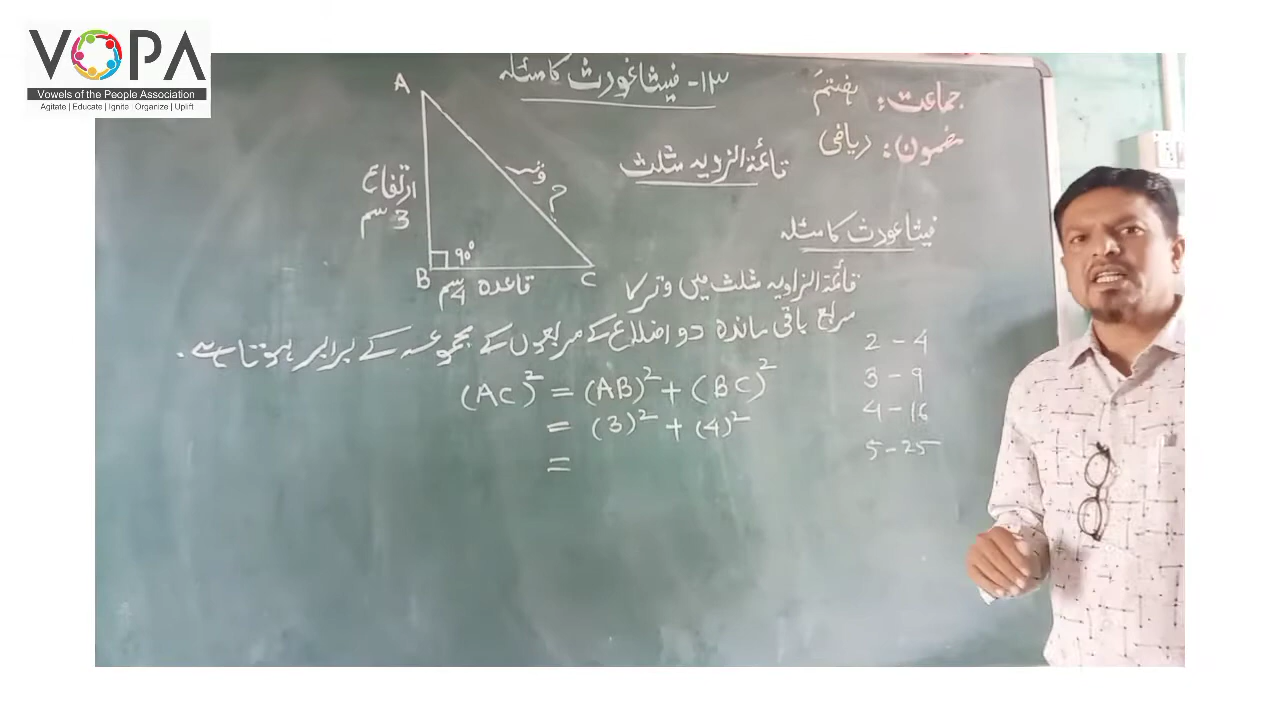 VOPA
Vowels of the People Association
Agitate | Educate | Ignite Organize | Uplift
۱۳- فیثاغورث کا مسئلہ
جماعت: ہفتم
مضمون: ریاضی
قائمۃ الزویہ مثلث
A
ارتفاع
3 سم
وتر
?
90°
B
C
قاعدہ 4 سم
فیثاغورث کا مسئلہ
قائمۃ الزاویہ مثلث میں وتر کا
مربع باقی ماندہ دو اضلاع کے مربعوں کے مجموعہ کے برابر ہوتا ہے.
(AC)² = (AB)² + (BC)²
= (3)² + (4)²
=
2 - 4
3 - 9
4 - 16
5 - 25